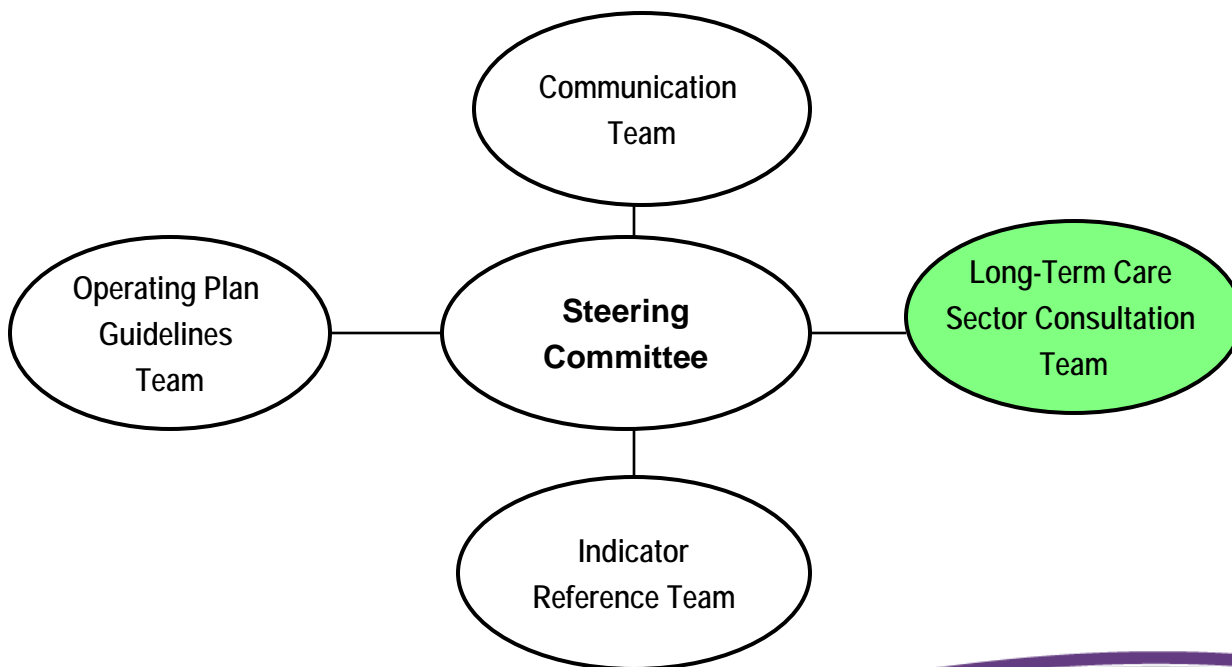 Communication
Team
Operating Plan
Guidelines
Team
Steering
Committee
Long-Term Care
Sector Consultation
Team
Indicator
Reference Team